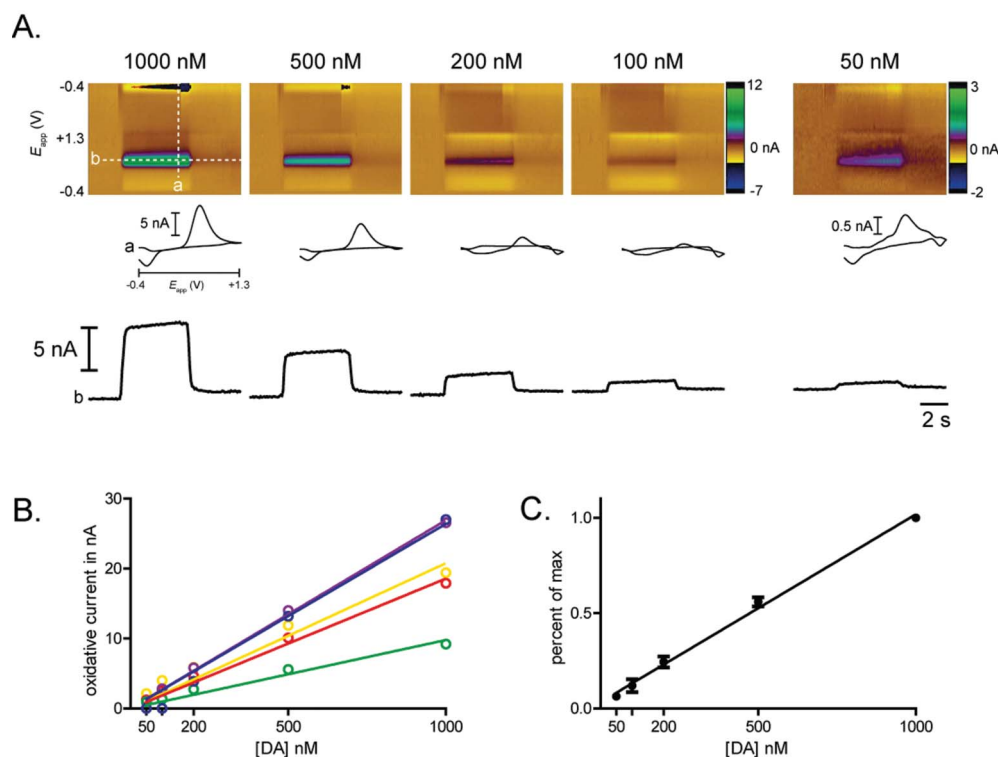 A.
1000 nM 500 nM 200 nM 100 nM 50 nM
-0.4
+1.3
-0.4
Eapp (V)
b
a
12
0 nA
-7
3
0 nA
-2
5 nA
0.5 nA
a
-0.4 Eapp (V) +1.3
5 nA
b
2 s
B.
oxidative current in nA
30
20
10
0
50 200 500 1000
[DA] nM
C.
percent of max
1.0
0.5
0.0
50 200 500 1000
[DA] nM